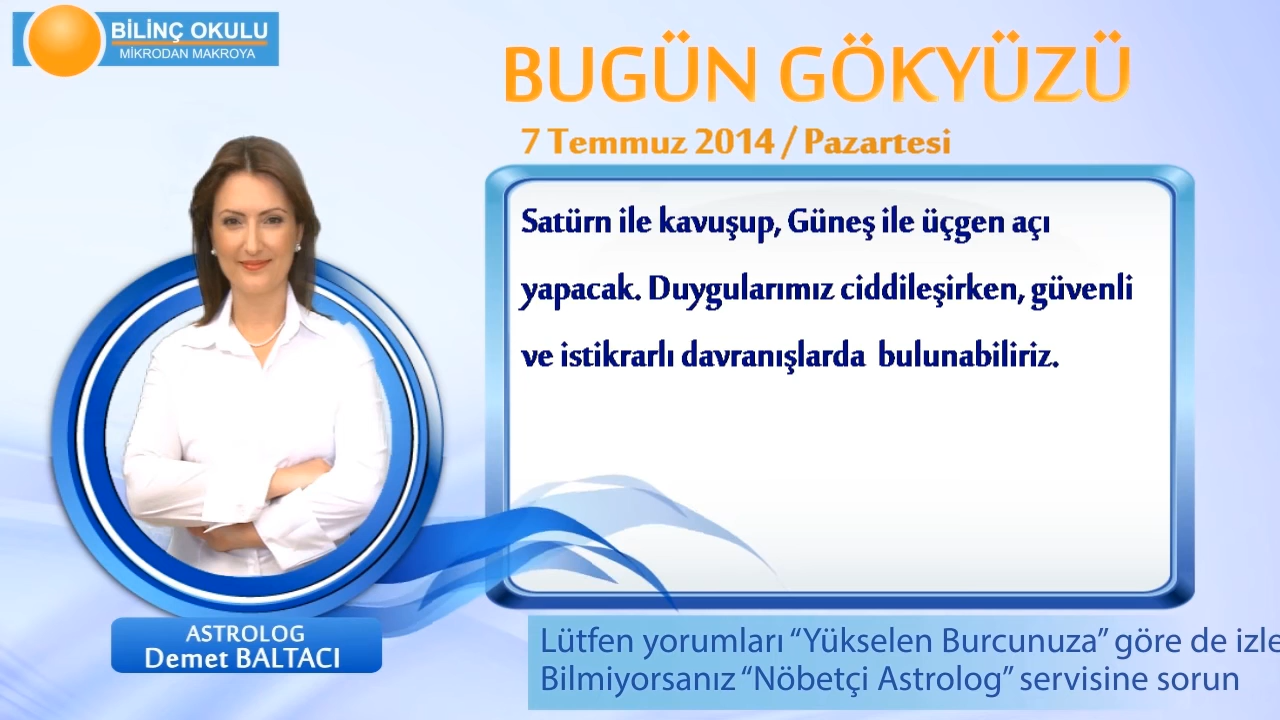 BİLİNÇ OKULU
MİKRODAN MAKROYA
BUGÜN GÖKYÜZÜ
7 Temmuz 2014 / Pazartesi
Satürn ile kavuşup, Güneş ile üçgen açı
yapacak. Duygularımız ciddileşirken, güvenli
ve istikrarlı davranışlarda bulunabiliriz.
ASTROLOG
Demet BALTACI
Lütfen yorumları “Yükselen Burcunuza” göre de izle
Bilmiyorsanız “Nöbetçi Astrolog” servisine sorun